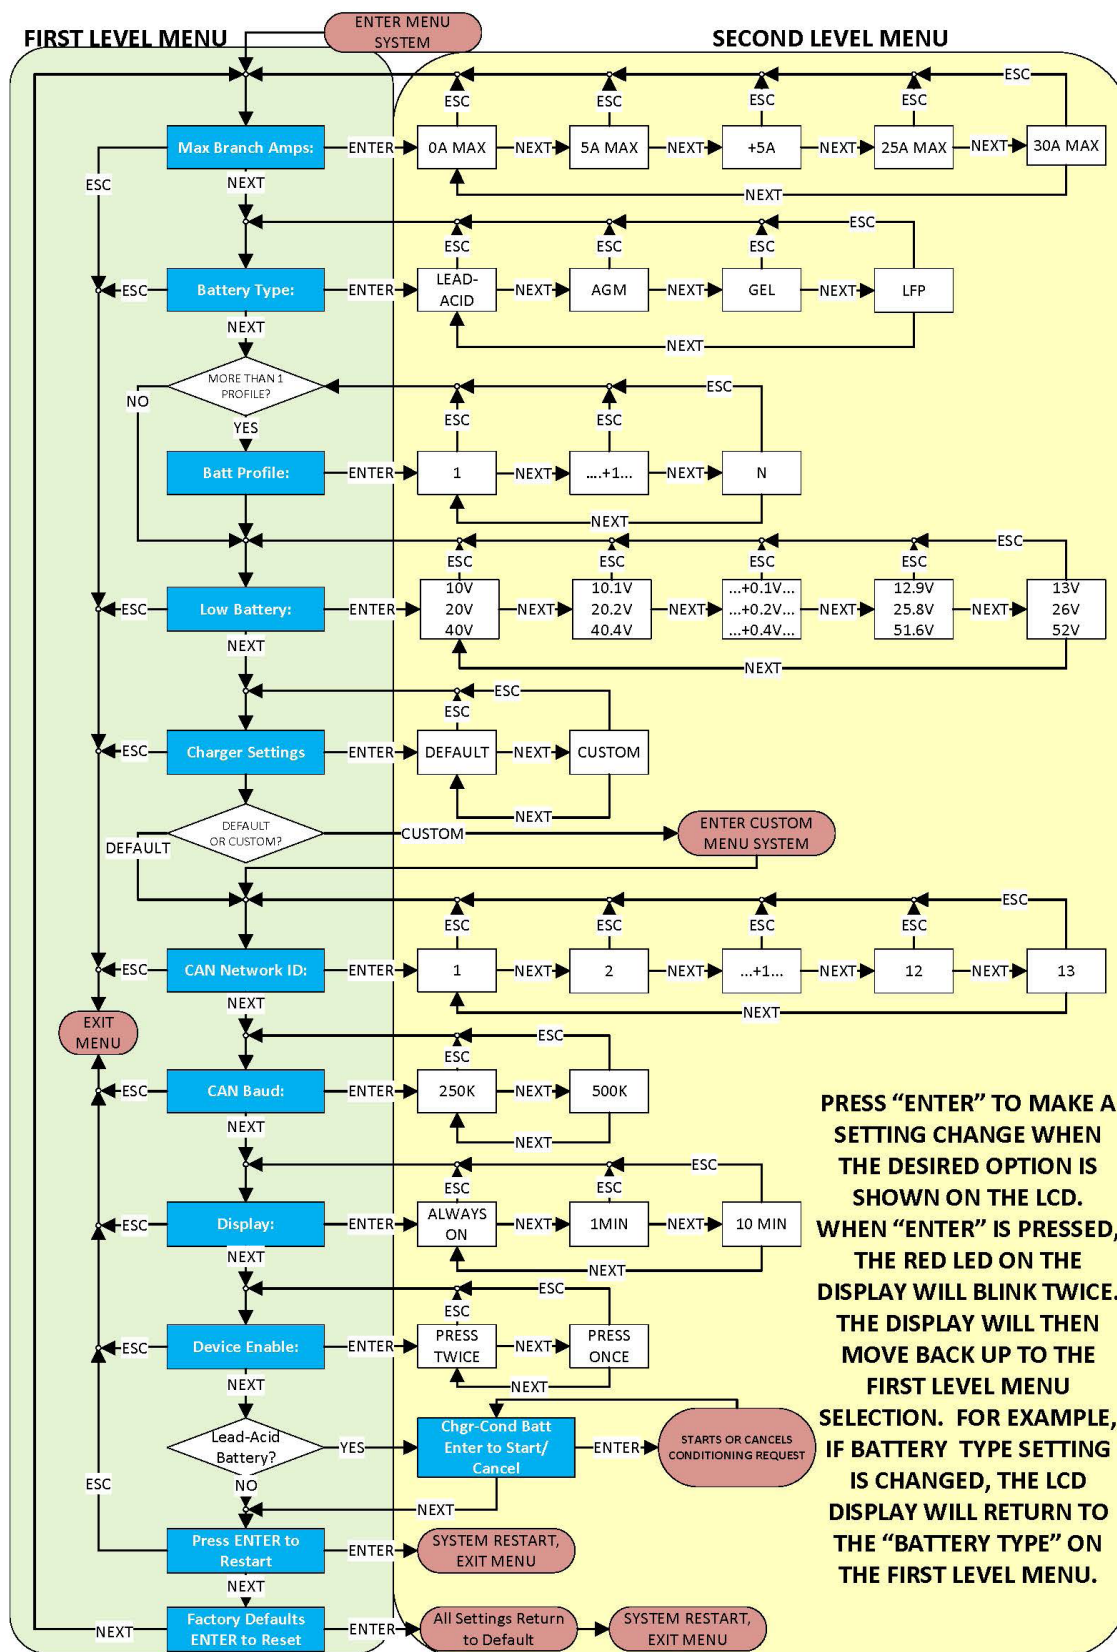 ENTER MENU
SYSTEM
FIRST LEVEL MENU
SECOND LEVEL MENU
ESC
ESC
ESC
ESC
ESC
Max Branch Amps:
ENTER
0A MAX
NEXT
5A MAX
NEXT
+5A
NEXT
25A MAX
NEXT
30A MAX
ESC
NEXT
NEXT
ESC
ESC
ESC
ESC
ESC
Battery Type:
ENTER
LEAD-
ACID
NEXT
AGM
NEXT
GEL
NEXT
LFP
NEXT
NEXT
MORE THAN 1
PROFILE?
NO
YES
ESC
ESC
ESC
Batt Profile:
ENTER
1
NEXT
....+1...
NEXT
N
NEXT
ESC
ESC
ESC
ESC
ESC
ESC
Low Battery:
ENTER
10V
20V
40V
NEXT
10.1V
20.2V
40.4V
NEXT
...+0.1V...
...+0.2V...
...+0.4V...
NEXT
12.9V
25.8V
51.6V
NEXT
13V
26V
52V
NEXT
NEXT
ESC
ESC
ESC
Charger Settings
ENTER
DEFAULT
NEXT
CUSTOM
NEXT
DEFAULT
OR CUSTOM?
DEFAULT
CUSTOM
ENTER CUSTOM
MENU SYSTEM
ESC
ESC
ESC
ESC
ESC
ESC
CAN Network ID:
ENTER
1
NEXT
2
NEXT
...+1...
NEXT
12
NEXT
13
NEXT
NEXT
EXIT
MENU
ESC
ESC
ESC
CAN Baud:
ENTER
250K
NEXT
500K
NEXT
NEXT
ESC
ESC
ESC
ESC
Display:
ENTER
ALWAYS
ON
NEXT
1MIN
NEXT
10 MIN
NEXT
NEXT
ESC
ESC
ESC
Device Enable:
ENTER
PRESS
TWICE
NEXT
PRESS
ONCE
NEXT
NEXT
Lead-Acid
Battery?
YES
NO
Chgr-Cond Batt
Enter to Start/
Cancel
ENTER
STARTS OR CANCELS
CONDITIONING REQUEST
NEXT
ESC
Press ENTER to
Restart
ENTER
SYSTEM RESTART,
EXIT MENU
NEXT
Factory Defaults
ENTER to Reset
NEXT
ENTER
All Settings Return
to Default
SYSTEM RESTART,
EXIT MENU
PRESS “ENTER” TO MAKE A
SETTING CHANGE WHEN
THE DESIRED OPTION IS
SHOWN ON THE LCD.
WHEN “ENTER” IS PRESSED,
THE RED LED ON THE
DISPLAY WILL BLINK TWICE.
THE DISPLAY WILL THEN
MOVE BACK UP TO THE
FIRST LEVEL MENU
SELECTION. FOR EXAMPLE,
IF BATTERY TYPE SETTING
IS CHANGED, THE LCD
DISPLAY WILL RETURN TO
THE “BATTERY TYPE” ON
THE FIRST LEVEL MENU.